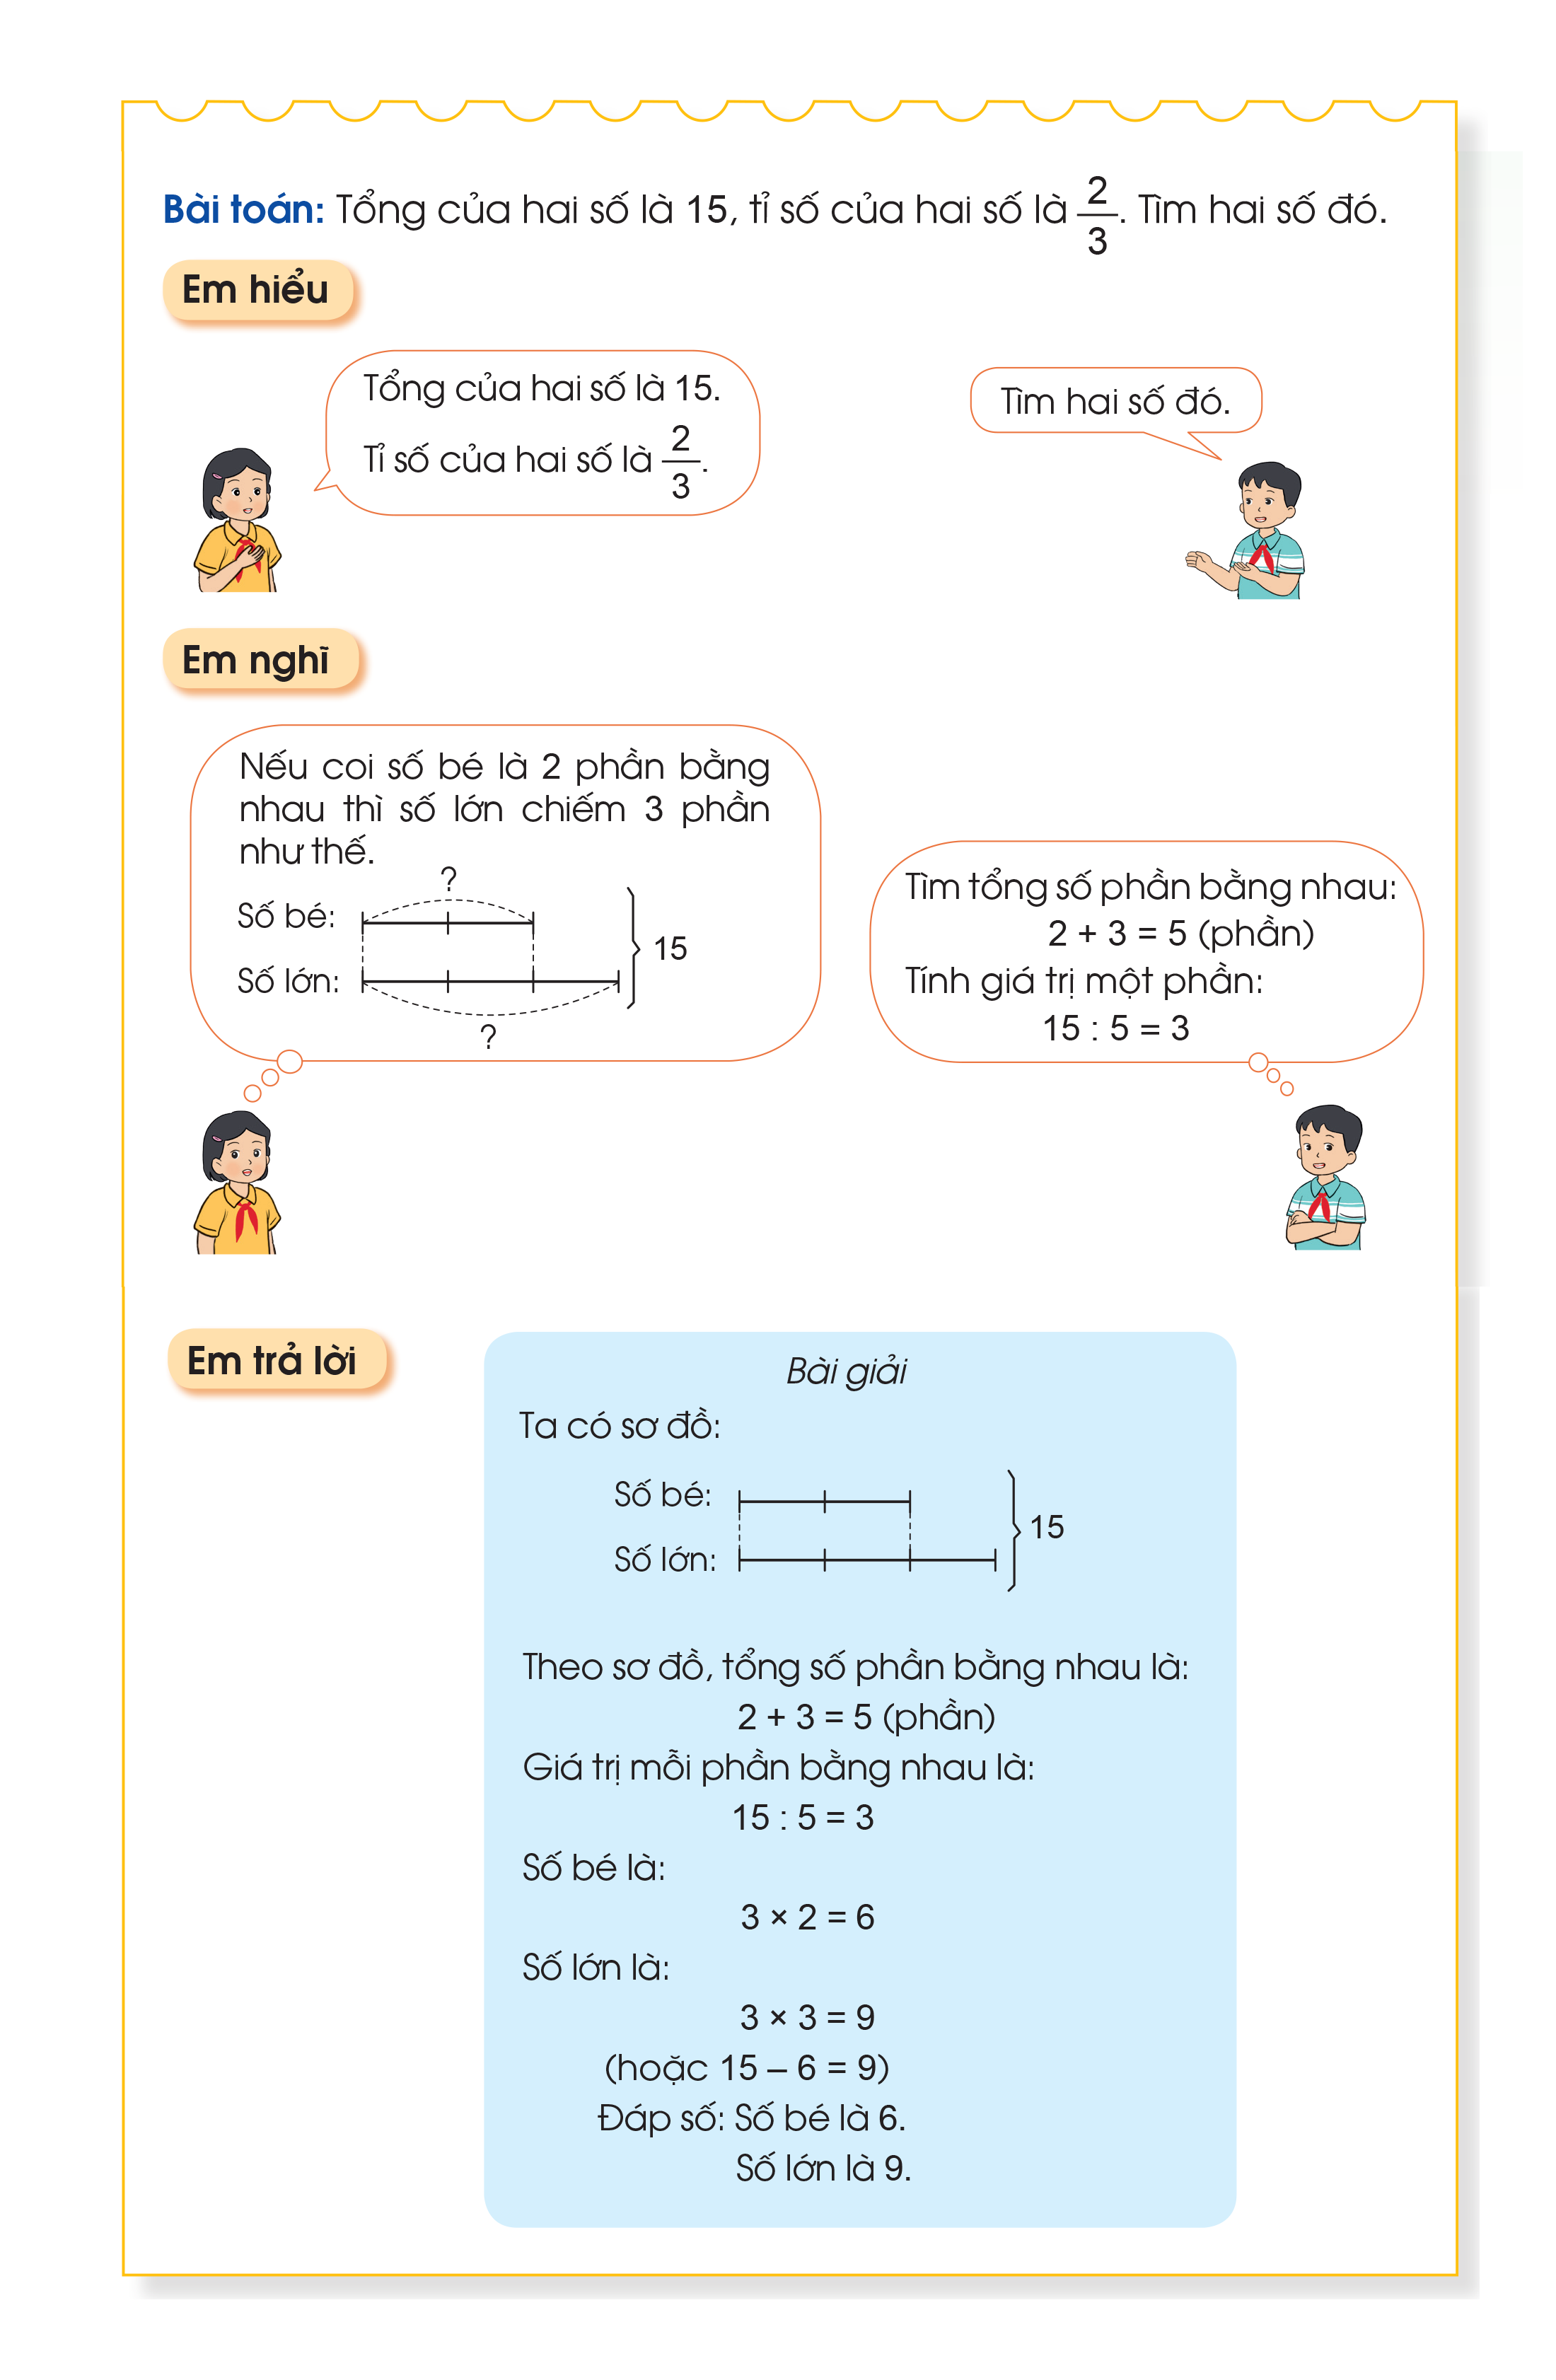 Bài toán: Tổng của hai số là 15, tỉ số của hai số là 2/3. Tìm hai số đó.
Em hiểu
Tổng của hai số là 15.
Tỉ số của hai số là 2/3.
Tìm hai số đó.
Em nghĩ
Nếu coi số bé là 2 phần bằng
nhau thì số lớn chiếm 3 phần
như thế.
?
Số bé:
15
Số lớn:
?
Tìm tổng số phần bằng nhau:
2 + 3 = 5 (phần)
Tính giá trị một phần:
15 : 5 = 3
Em trả lời
Bài giải
Ta có sơ đồ:
Số bé:
15
Số lớn:
Theo sơ đồ, tổng số phần bằng nhau là:
2 + 3 = 5 (phần)
Giá trị mỗi phần bằng nhau là:
15 : 5 = 3
Số bé là:
3 × 2 = 6
Số lớn là:
3 × 3 = 9
(hoặc 15 – 6 = 9)
Đáp số: Số bé là 6.
Số lớn là 9.